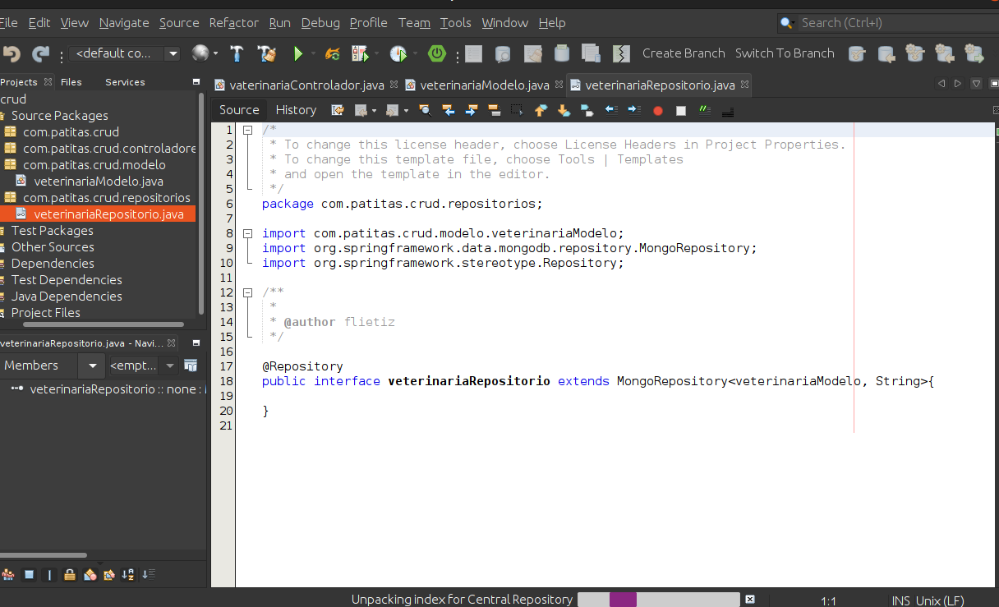 File Edit View Navigate Source Refactor Run Debug Profile Team Tools Window Help
Search (Ctrl+I)
<default co...
Create Branch Switch To Branch
Projects Files Services
crud
Source Packages
com.patitas.crud
com.patitas.crud.controladore
com.patitas.crud.modelo
veterinariaModelo.java
com.patitas.crud.repositorios
veterinariaRepositorio.java
Test Packages
Other Sources
Dependencies
Test Dependencies
Java Dependencies
Project Files
veterinariaRepositorio.java - Navi...
Members <empt...
veterinariaRepositorio :: none :
vaterinariaControlador.java veterinariaModelo.java veterinariaRepositorio.java
Source History
1 /*
2 * To change this license header, choose License Headers in Project Properties.
3 * To change this template file, choose Tools | Templates
4 * and open the template in the editor.
5 */
6 package com.patitas.crud.repositorios;
7
8 import com.patitas.crud.modelo.veterinariaModelo;
9 import org.springframework.data.mongodb.repository.MongoRepository;
10 import org.springframework.stereotype.Repository;
11
12 /**
13 *
14 * @author flietiz
15 */
16
17 @Repository
18 public interface veterinariaRepositorio extends MongoRepository<veterinariaModelo, String>{
19
20 }
21
Unpacking index for Central Repository
1:1 INS Unix (LF)